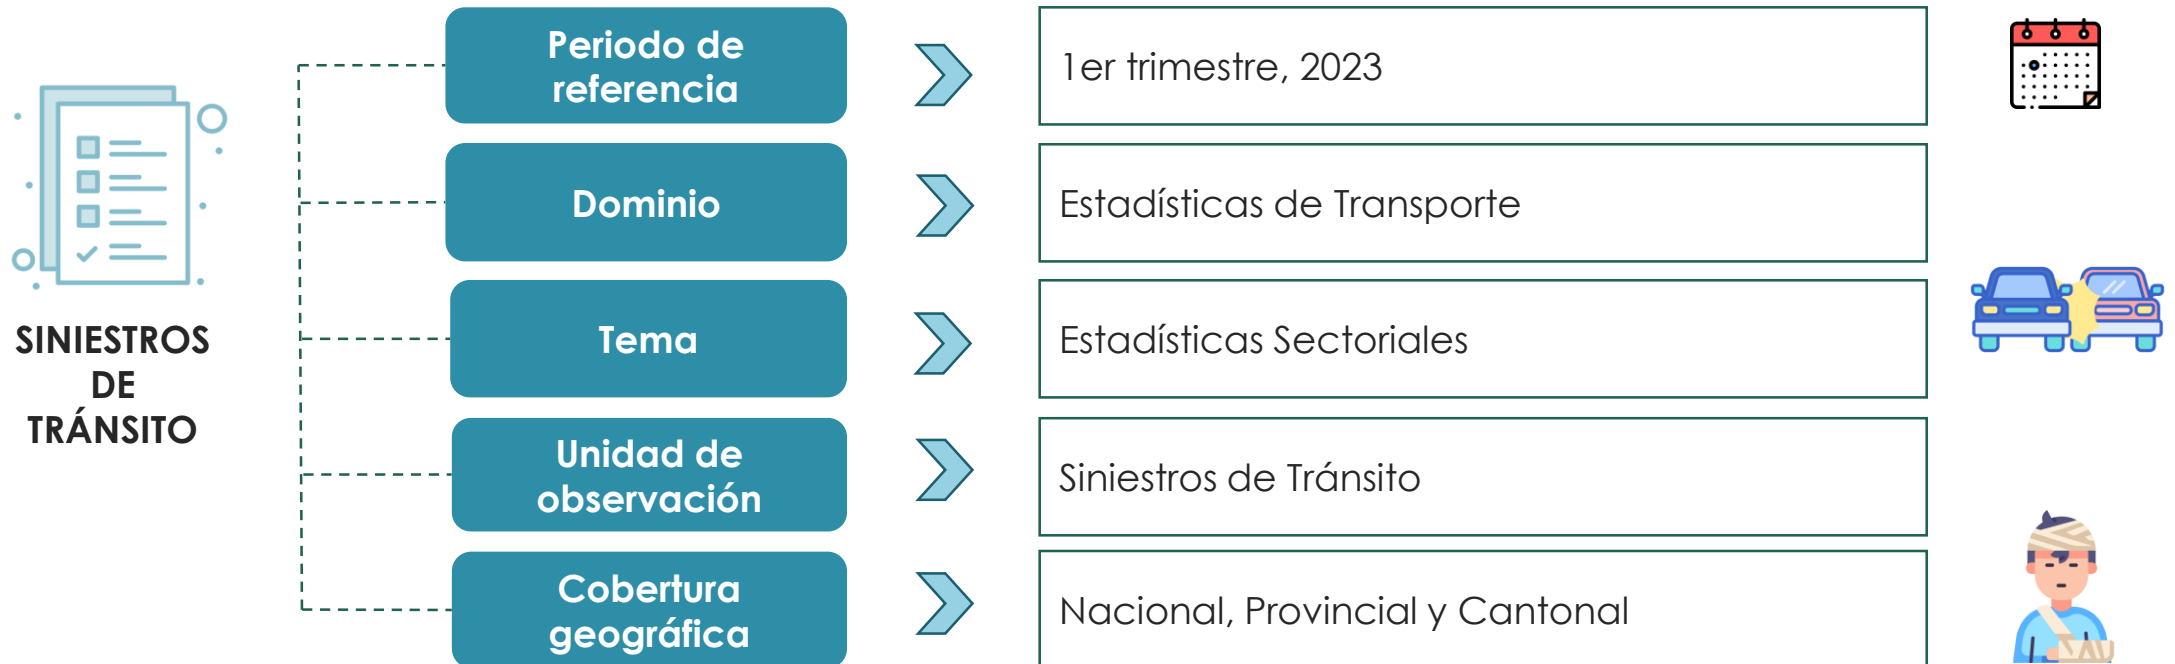 SINIESTROS
DE
TRÁNSITO
Periodo de
referencia
1er trimestre, 2023
Dominio
Estadísticas de Transporte
Tema
Estadísticas Sectoriales
Unidad de
observación
Siniestros de Tránsito
Cobertura
geográfica
Nacional, Provincial y Cantonal